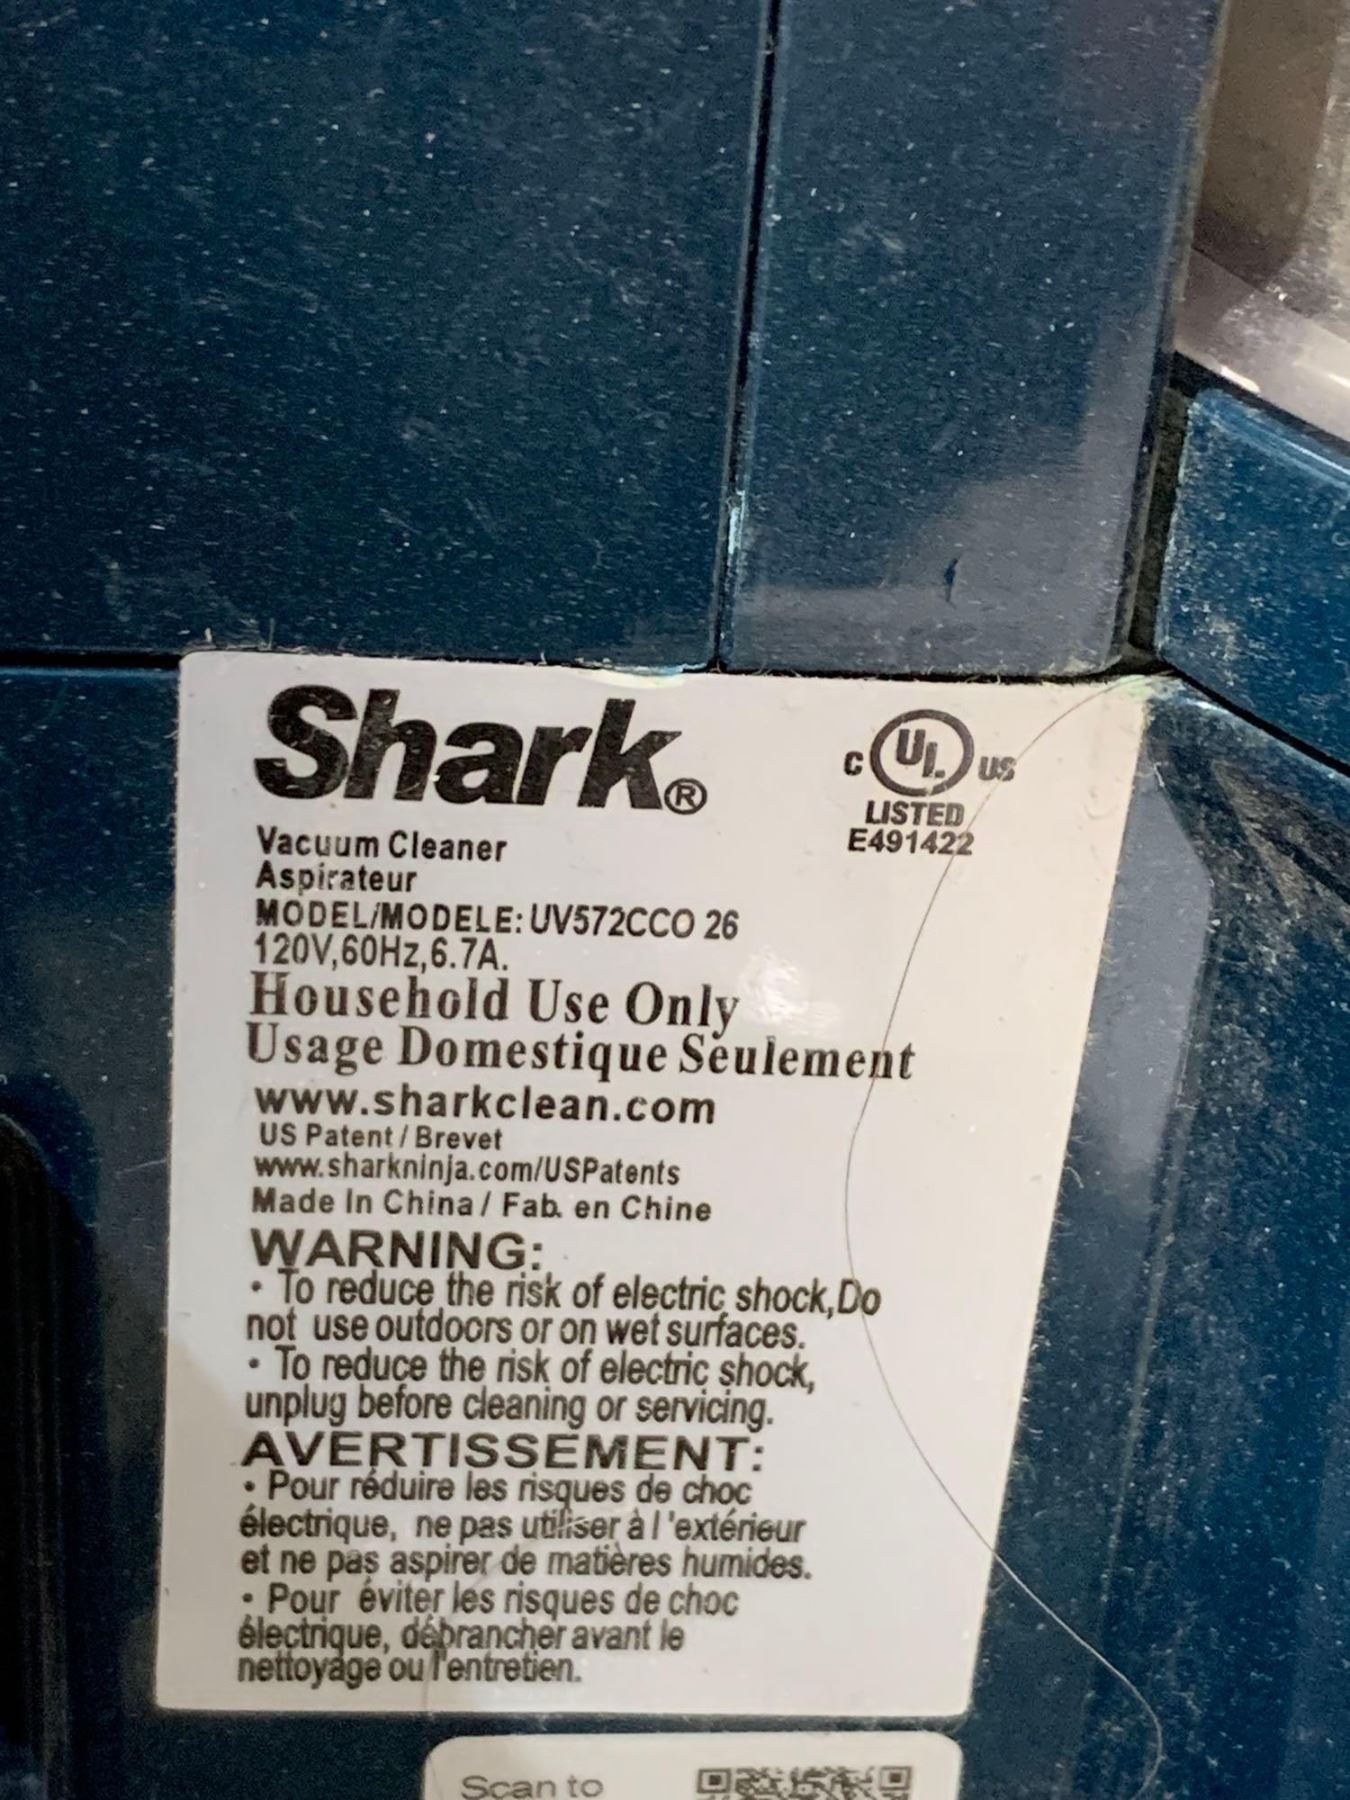 Shark®
C UL US
LISTED
E491422
Vacuum Cleaner
Aspirateur
MODEL/MODELE: UV572CCO 26
120V,60Hz,6.7A.
Household Use Only
Usage Domestique Seulement
www.sharkclean.com
US Patent / Brevet
www.sharkninja.com/USPatents
Made In China / Fab. en Chine
WARNING:
• To reduce the risk of electric shock,Do
not use outdoors or on wet surfaces.
• To reduce the risk of electric shock,
unplug before cleaning or servicing.
AVERTISSEMENT:
• Pour réduire les risques de choc
électrique, ne pas utiliser à l 'extérieur
et ne pas aspirer de matières humides.
• Pour éviter les risques de choc
électrique, débrancher avant le
nettoyage ou l'entretien.
Scan to